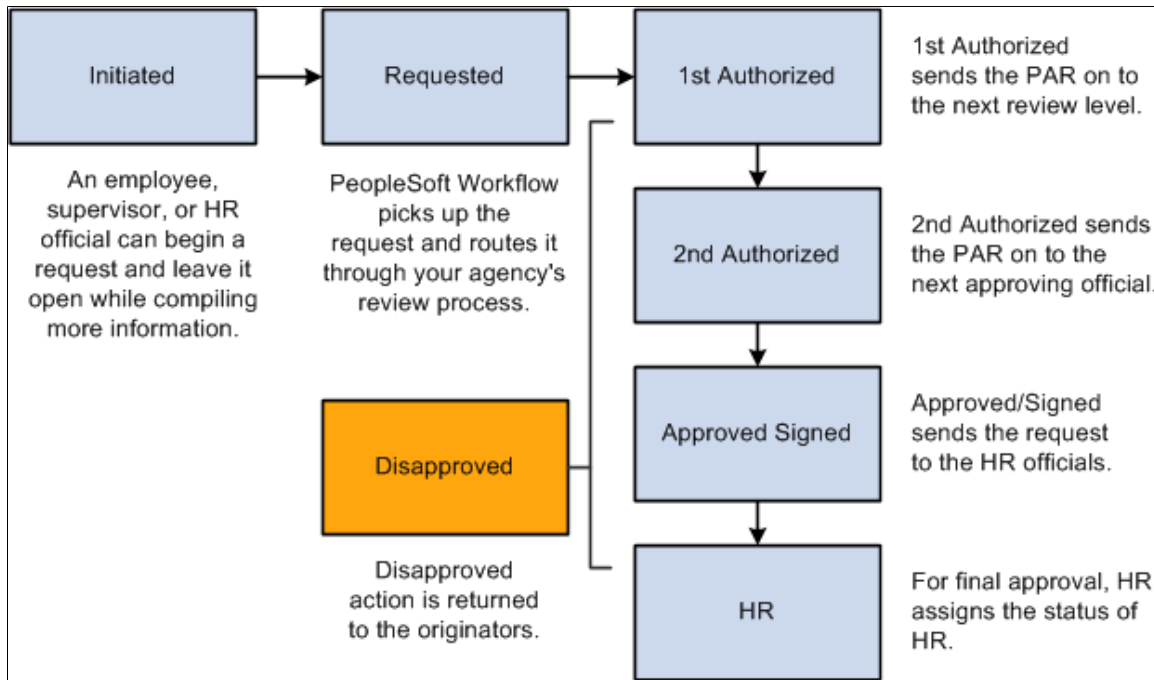 Initiated
An employee,
supervisor, or HR
official can begin a
request and leave it
open while compiling
more information.
Requested
PeopleSoft Workflow
picks up the
request and routes it
through your agency's
review process.
1st Authorized
1st Authorized
sends the PAR on to
the next review level.
2nd Authorized
2nd Authorized sends
the PAR on to the
next approving official.
Approved Signed
Approved/Signed
sends the request
to the HR officials.
Disapproved
Disapproved
action is returned
to the originators.
HR
For final approval, HR
assigns the status of
HR.